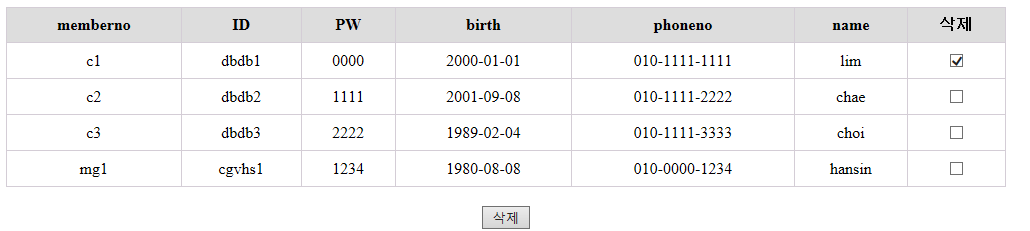 memberno ID PW birth phoneno name 삭제
c1 dbdb1 0000 2000-01-01 010-1111-1111 lim
c2 dbdb2 1111 2001-09-08 010-1111-2222 chae
c3 dbdb3 2222 1989-02-04 010-1111-3333 choi
mg1 cgvhs1 1234 1980-08-08 010-0000-1234 hansin
삭제